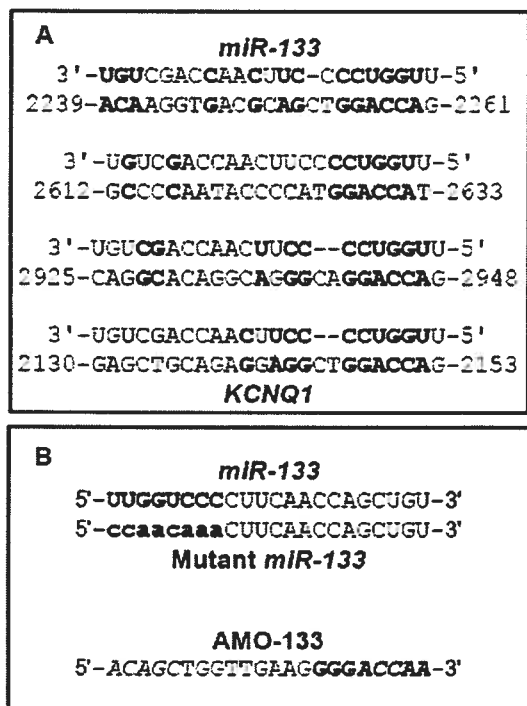 A
miR-133
3'-UGUCGACCAACUUC-CCCUGGUU-5'
2239-ACAAGGTGACGCAGCTGGACCAG-2261
3'-UGUCGACCAACUUCCCCUGGUU-5'
2612-GCCCCAATACCCCATGGACCAT-2633
3'-UGUCGACCAACUUCC--CCUGGUU-5'
2925-CAGGCACAGGCAGGGCAGGACCAG-2948
3'-UGUCGACCAACUUCC--CCUGGUU-5'
2130-GAGCTGCAGAGGAGGCTGGACCAG-2153
KCNQ1
B
miR-133
5'-UUGGUCCCCUUCAACCAGCUGU-3'
5'-ccaacaaaCUUCAACCAGCUGU-3'
Mutant miR-133
AMO-133
5'-ACAGCTGGTTGAAGGGGACCAA-3'